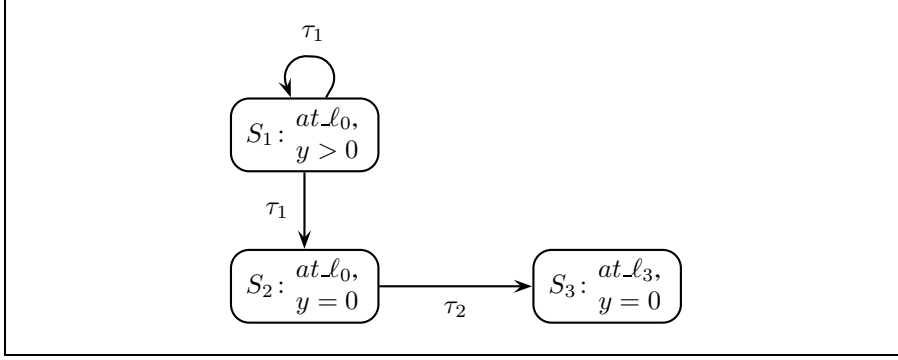 τ₁
S₁: at_ℓ₀,
y > 0
τ₁
S₂: at_ℓ₀,
y = 0
τ₂
S₃: at_ℓ₃,
y = 0